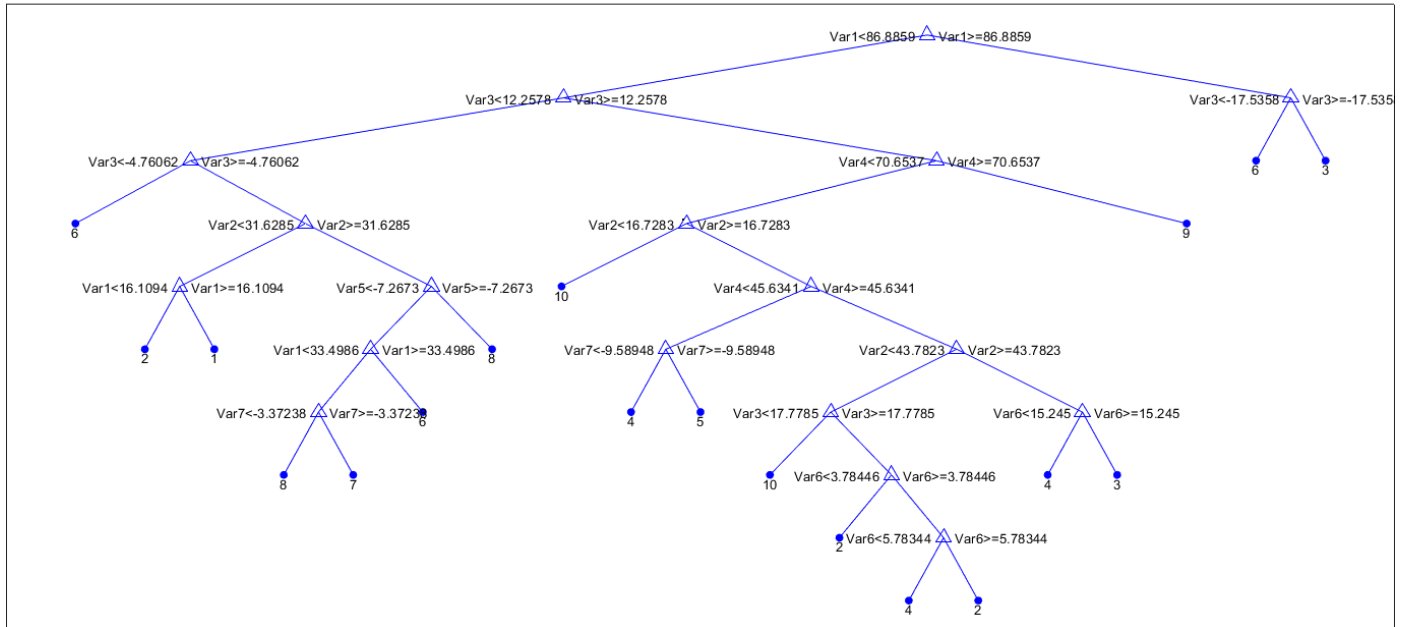 Var1<86.8859 Var1>=86.8859
Var3<12.2578 Var3>=12.2578 Var3<-17.5358 Var3>=-17.535
Var3<-4.76062 Var3>=-4.76062 Var4<70.6537 Var4>=70.6537 6 3
6 Var2<31.6285 Var2>=31.6285 Var2<16.7283 Var2>=16.7283 9
Var1<16.1094 Var1>=16.1094 Var5<-7.2673 Var5>=-7.2673 10 Var4<45.6341 Var4>=45.6341
2 1 Var1<33.4986 Var1>=33.4986 8 Var7<-9.58948 Var7>=-9.58948 Var2<43.7823 Var2>=43.7823
Var7<-3.37238 Var7>=-3.37238 6 4 5 Var3<17.7785 Var3>=17.7785 Var6<15.245 Var6>=15.245
8 7 10 Var6<3.78446 Var6>=3.78446 4 3
2 Var6<5.78344 Var6>=5.78344
4 2